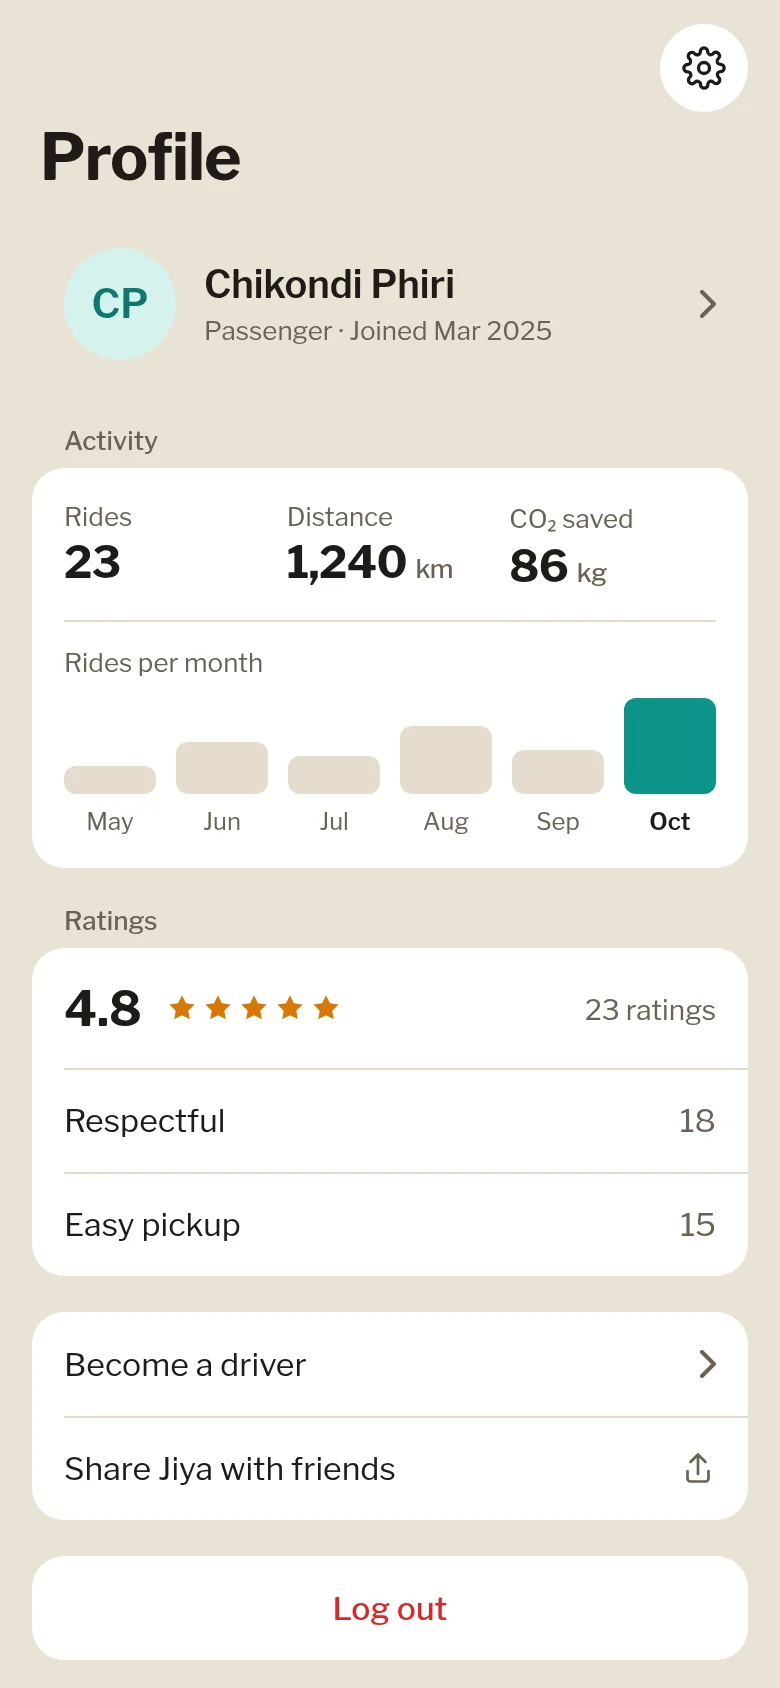 Profile
CP
Chikondi Phiri
Passenger · Joined Mar 2025
Activity
Rides
23
Distance
1,240 km
CO₂ saved
86 kg
Rides per month
May
Jun
Jul
Aug
Sep
Oct
Ratings
4.8
23 ratings
Respectful
18
Easy pickup
15
Become a driver
Share Jiya with friends
Log out